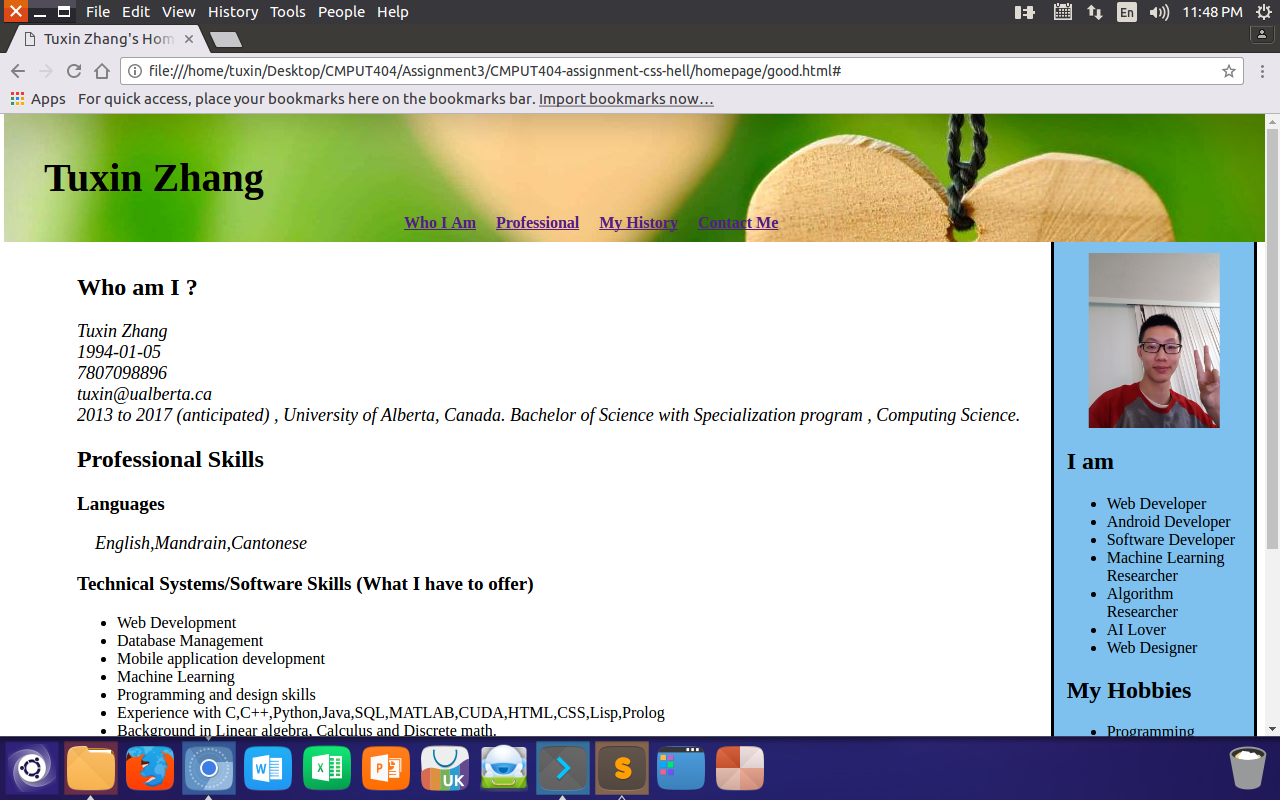 File Edit View History Tools People Help
En 11:48 PM
Tuxin Zhang's Hom
file:///home/tuxin/Desktop/CMPUT404/Assignment3/CMPUT404-assignment-css-hell/homepage/good.html#
Apps For quick access, place your bookmarks here on the bookmarks bar. Import bookmarks now…
Tuxin Zhang
Who I Am Professional My History Contact Me
Who am I ?
Tuxin Zhang
1994-01-05
7807098896
tuxin@ualberta.ca
2013 to 2017 (anticipated) , University of Alberta, Canada. Bachelor of Science with Specialization program , Computing Science.
Professional Skills
Languages
English,Mandrain,Cantonese
Technical Systems/Software Skills (What I have to offer)
Web Development
Database Management
Mobile application development
Machine Learning
Programming and design skills
Experience with C,C++,Python,Java,SQL,MATLAB,CUDA,HTML,CSS,Lisp,Prolog
Background in Linear algebra, Calculus and Discrete math.
I am
Web Developer
Android Developer
Software Developer
Machine Learning
Researcher
Algorithm
Researcher
AI Lover
Web Designer
My Hobbies
Programming
W X P UK S